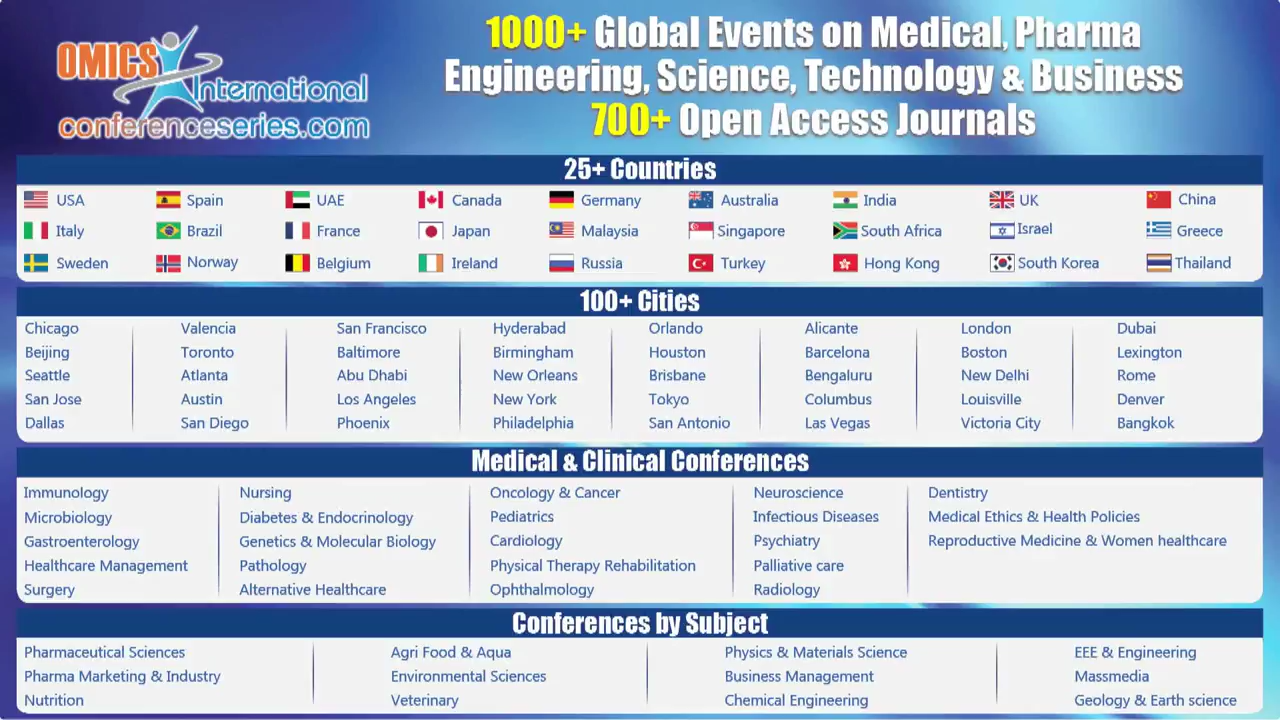 OMICS International
conferenceseries.com
1000+ Global Events on Medical, Pharma
Engineering, Science, Technology & Business
700+ Open Access Journals
25+ Countries
USA Spain UAE Canada Germany Australia India UK China
Italy Brazil France Japan Malaysia Singapore South Africa Israel Greece
Sweden Norway Belgium Ireland Russia Turkey Hong Kong South Korea Thailand
100+ Cities
Chicago Valencia San Francisco Hyderabad Orlando Alicante London Dubai
Beijing Toronto Baltimore Birmingham Houston Barcelona Boston Lexington
Seattle Atlanta Abu Dhabi New Orleans Brisbane Bengaluru New Delhi Rome
San Jose Austin Los Angeles New York Tokyo Columbus Louisville Denver
Dallas San Diego Phoenix Philadelphia San Antonio Las Vegas Victoria City Bangkok
Medical & Clinical Conferences
Immunology Nursing Oncology & Cancer Neuroscience Dentistry
Microbiology Diabetes & Endocrinology Pediatrics Infectious Diseases Medical Ethics & Health Policies
Gastroenterology Genetics & Molecular Biology Cardiology Psychiatry Reproductive Medicine & Women healthcare
Healthcare Management Pathology Physical Therapy Rehabilitation Palliative care
Surgery Alternative Healthcare Ophthalmology Radiology
Conferences by Subject
Pharmaceutical Sciences Agri Food & Aqua Physics & Materials Science EEE & Engineering
Pharma Marketing & Industry Environmental Sciences Business Management Massmedia
Nutrition Veterinary Chemical Engineering Geology & Earth science